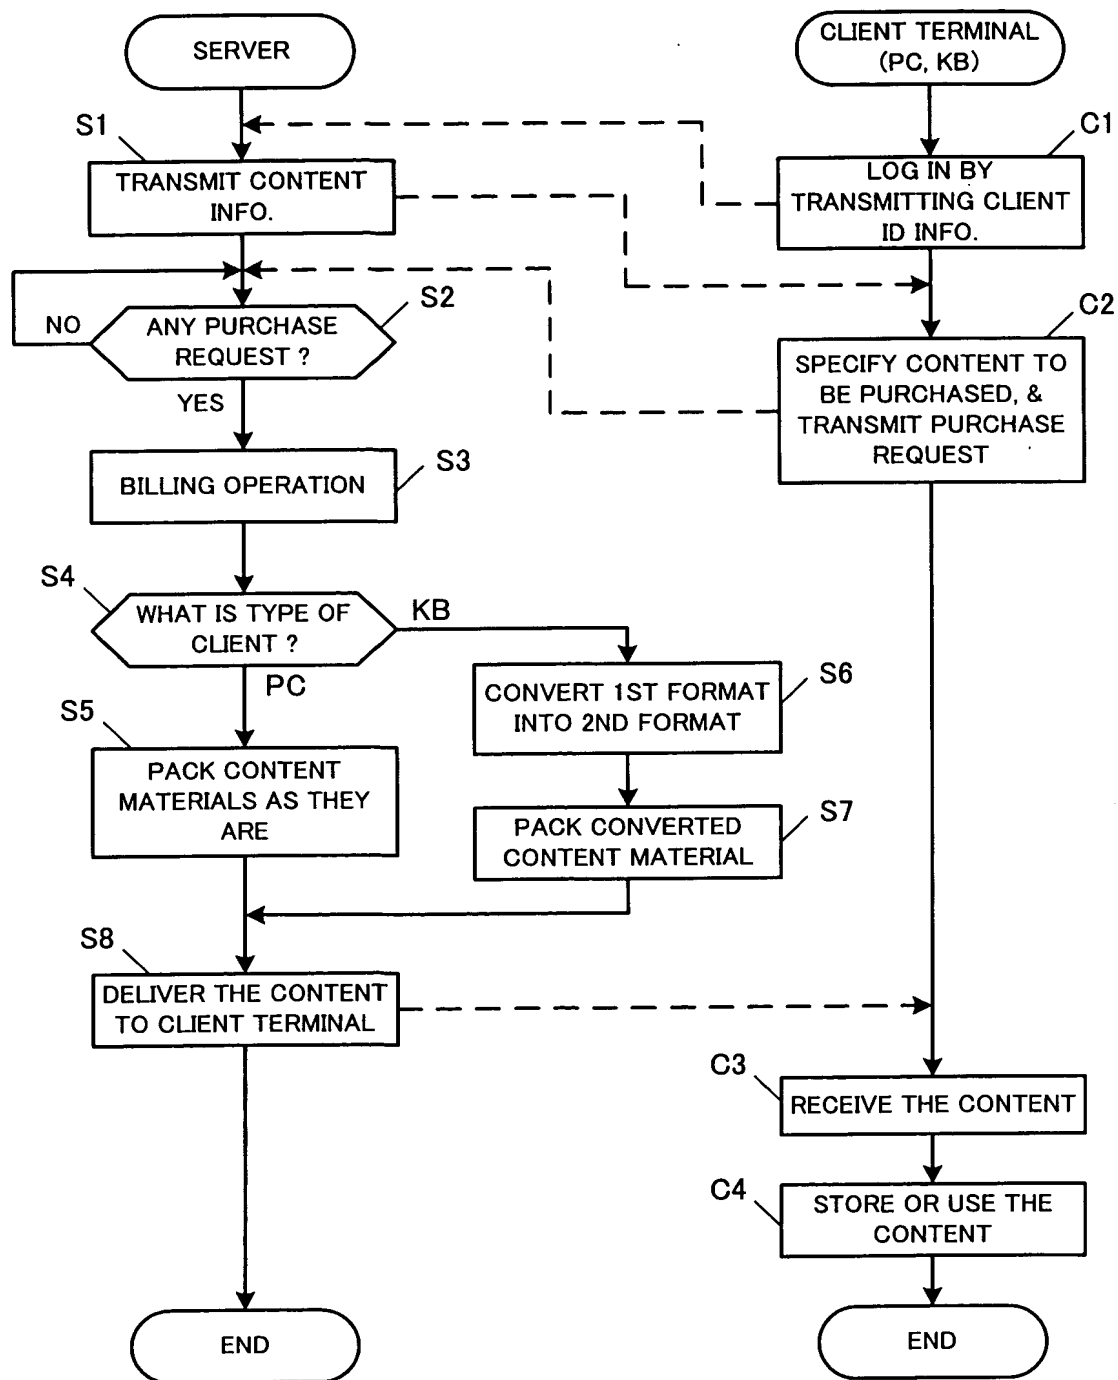 SERVER
S1
TRANSMIT CONTENT
INFO.
S2
NO
ANY PURCHASE
REQUEST ?
YES
S3
BILLING OPERATION
S4
WHAT IS TYPE OF
CLIENT ?
KB
PC
S5
PACK CONTENT
MATERIALS AS THEY
ARE
S6
CONVERT 1ST FORMAT
INTO 2ND FORMAT
S7
PACK CONVERTED
CONTENT MATERIAL
S8
DELIVER THE CONTENT
TO CLIENT TERMINAL
END
CLIENT TERMINAL
(PC, KB)
C1
LOG IN BY
TRANSMITTING CLIENT
ID INFO.
C2
SPECIFY CONTENT TO
BE PURCHASED, &
TRANSMIT PURCHASE
REQUEST
C3
RECEIVE THE CONTENT
C4
STORE OR USE THE
CONTENT
END